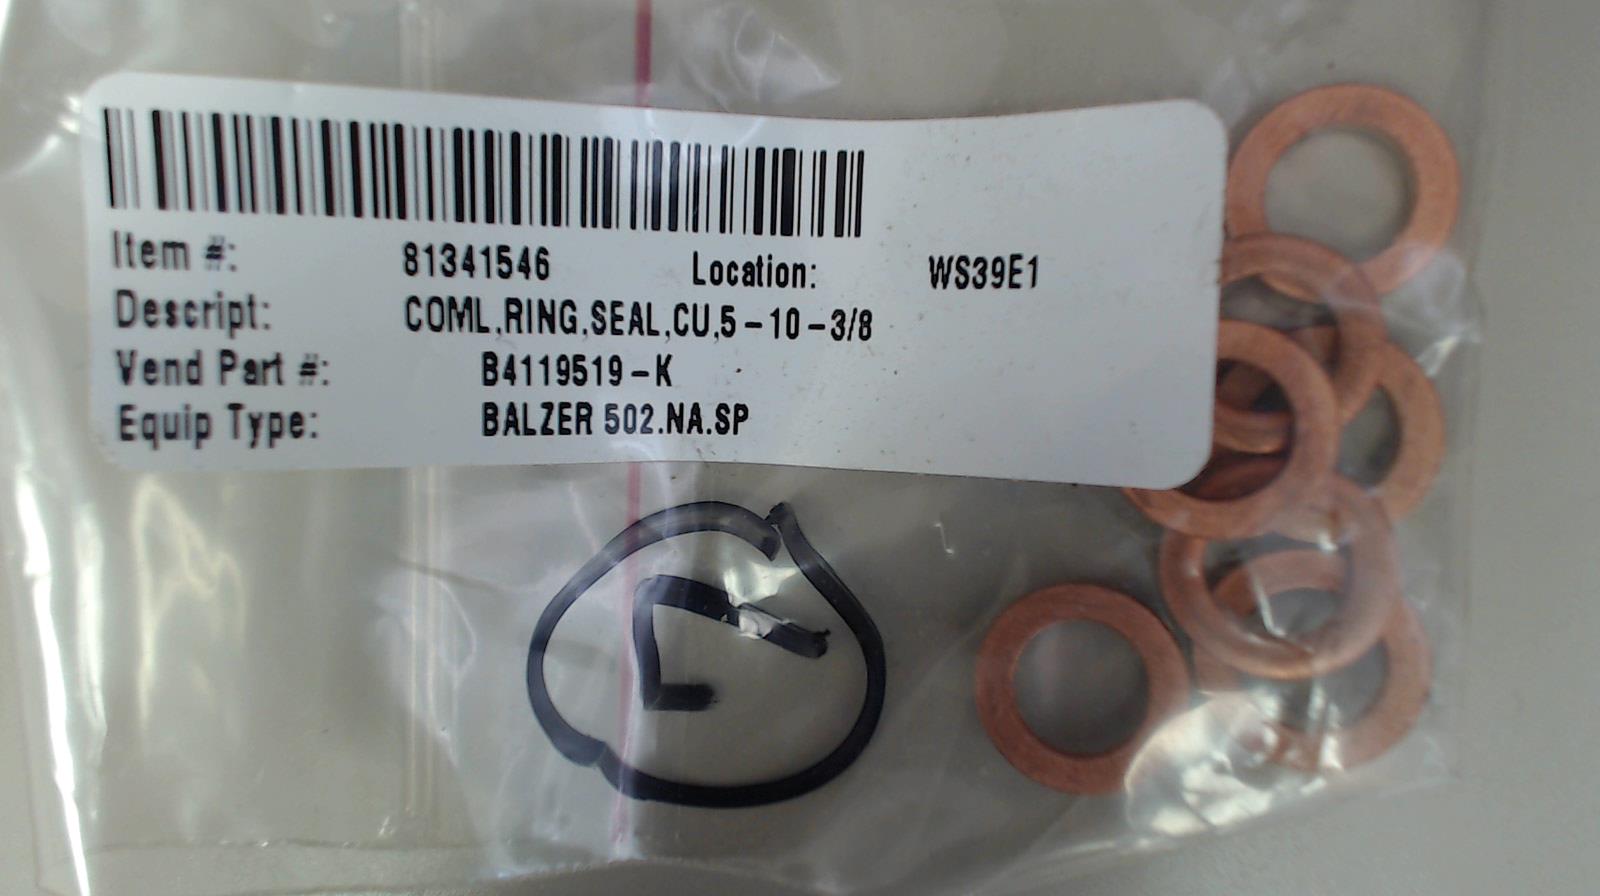 Item #: 81341546 Location: WS39E1
Descript: COML,RING,SEAL,CU,5-10-3/8
Vend Part #: B4119519-K
Equip Type: BALZER 502.NA.SP